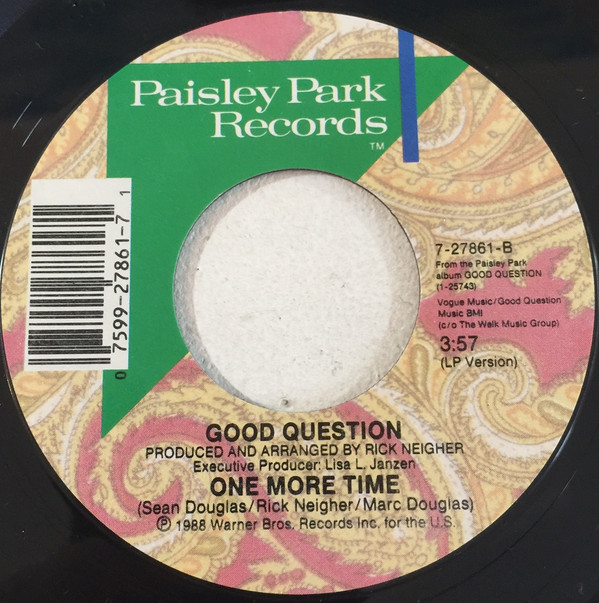 Paisley Park
Records
TM
0 7599-27861-7 1
7-27861-B
From the Paisley Park
album GOOD QUESTION
(1-25743)
Vogue Music/Good Question
Music BMI
(c/o The Welk Music Group)
3:57
(LP Version)
GOOD QUESTION
PRODUCED AND ARRANGED BY RICK NEIGHER
Executive Producer: Lisa L. Janzen
ONE MORE TIME
(Sean Douglas/Rick Neigher/Marc Douglas)
℗ 1988 Warner Bros. Records Inc. for the U.S.